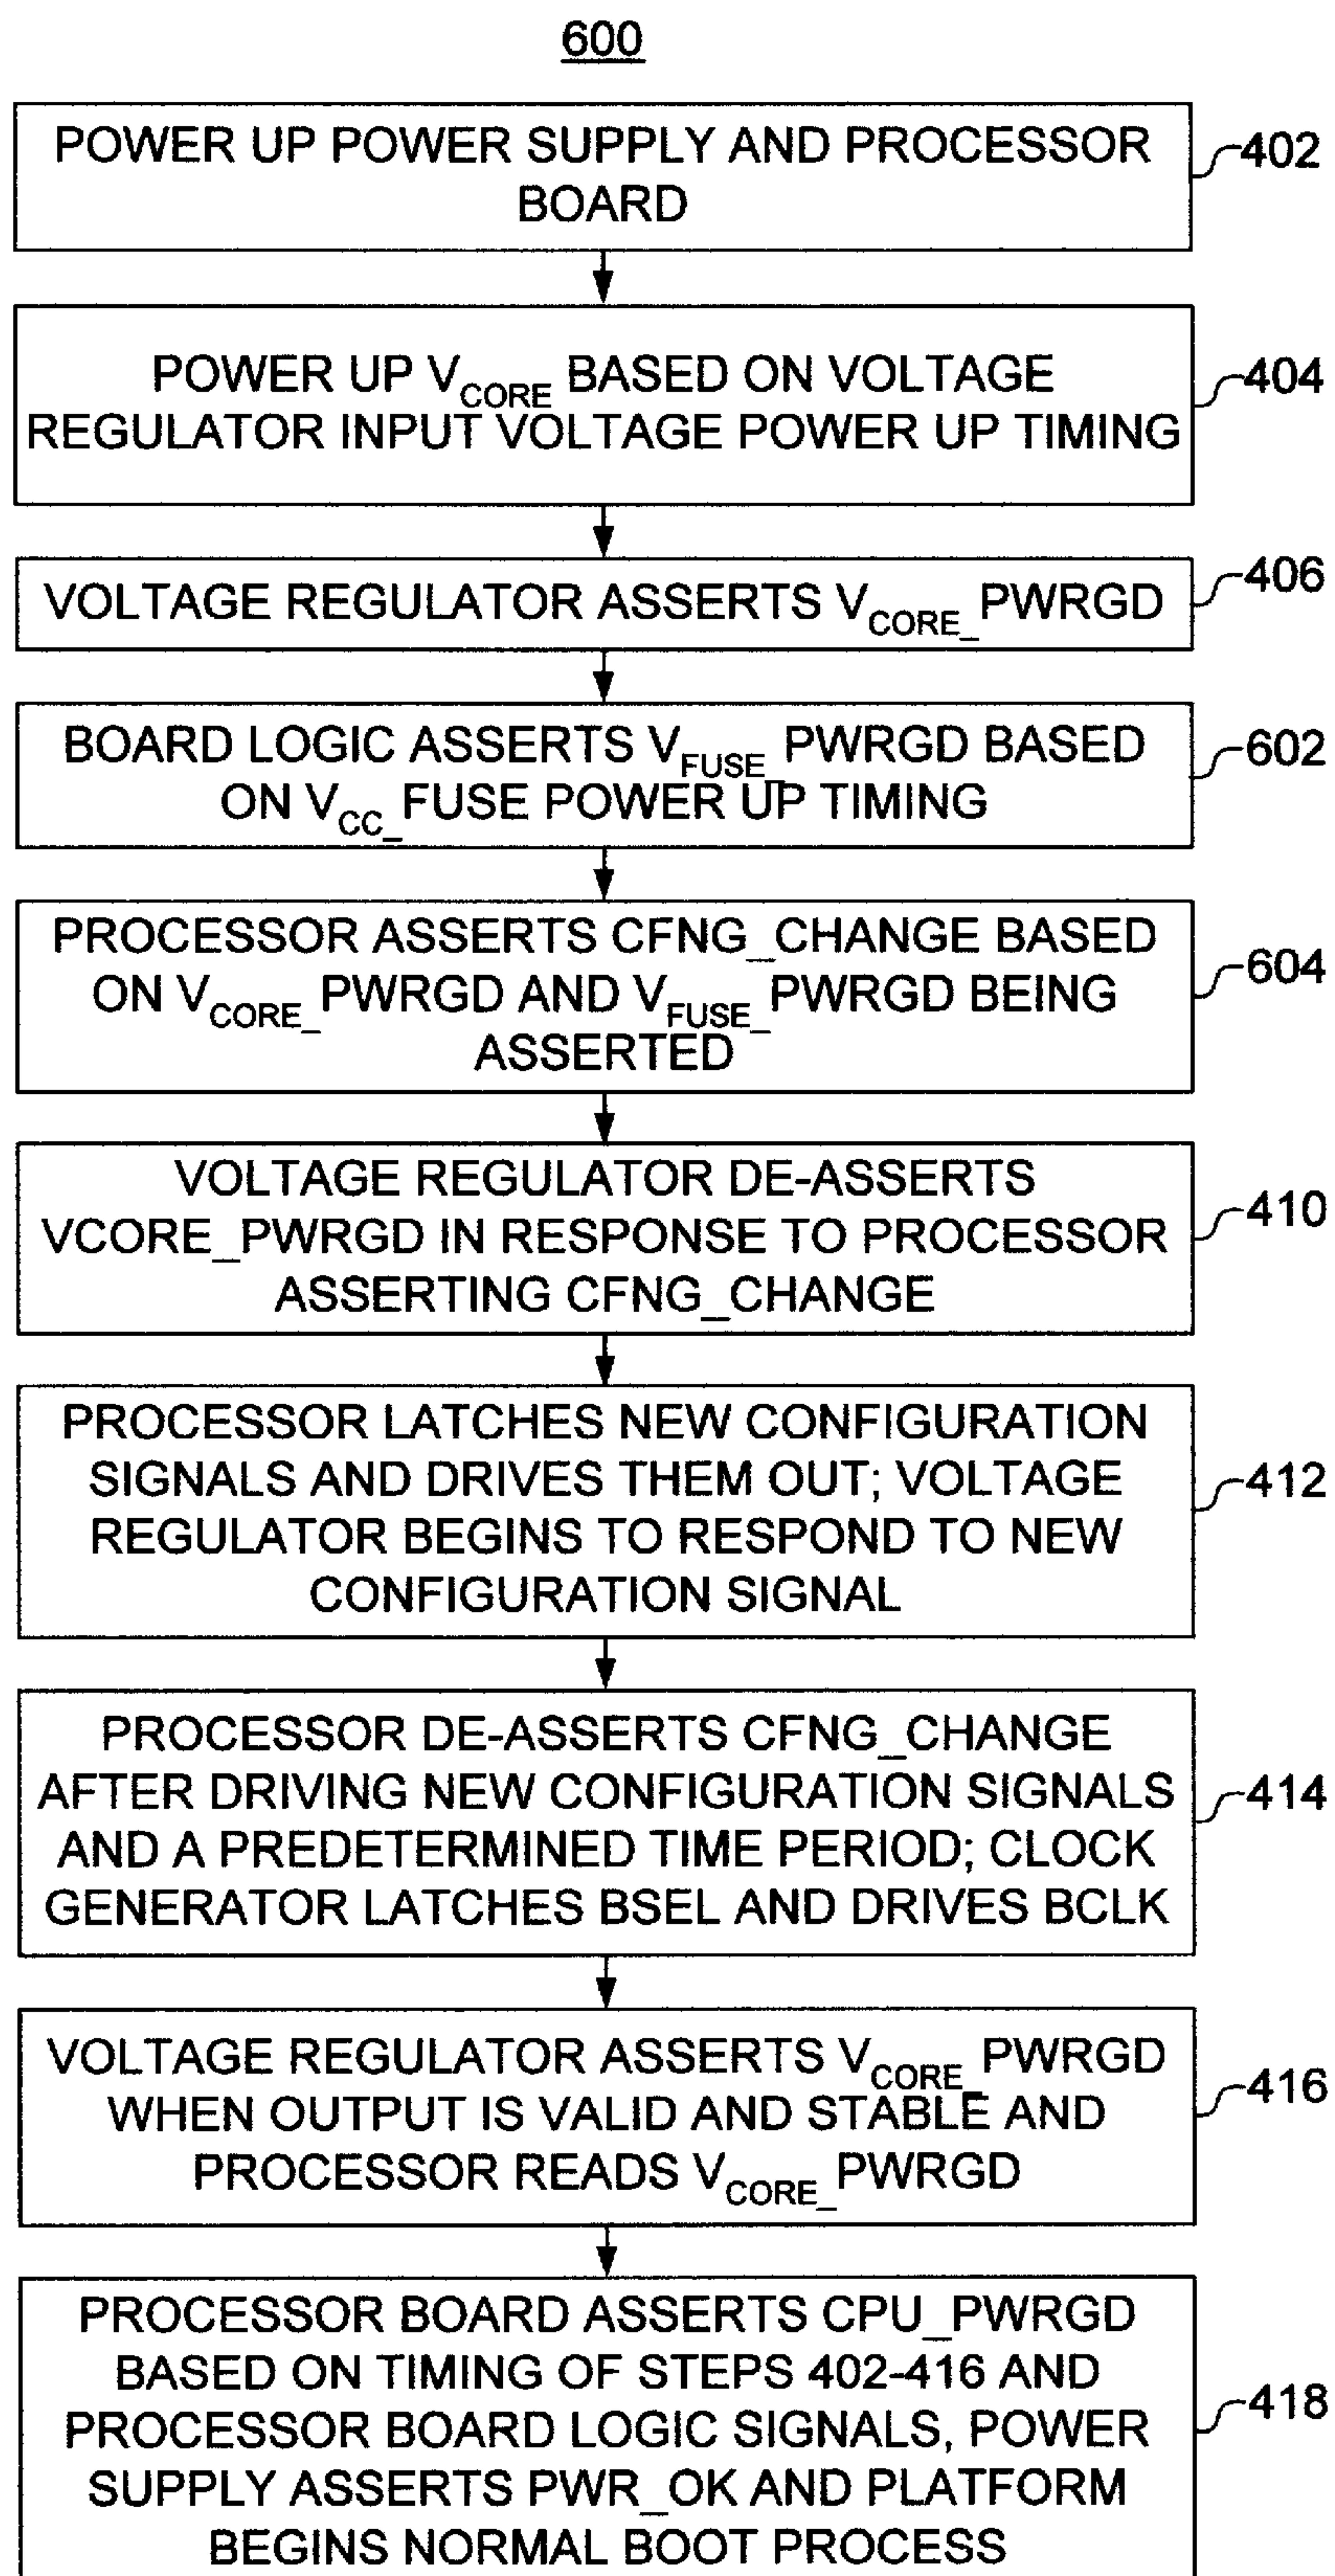 600
POWER UP POWER SUPPLY AND PROCESSOR
BOARD
402
POWER UP VCORE BASED ON VOLTAGE
REGULATOR INPUT VOLTAGE POWER UP TIMING
404
VOLTAGE REGULATOR ASSERTS VCORE_PWRGD
406
BOARD LOGIC ASSERTS VFUSE_PWRGD BASED
ON VCC_FUSE POWER UP TIMING
602
PROCESSOR ASSERTS CFNG_CHANGE BASED
ON VCORE_PWRGD AND VFUSE_PWRGD BEING
ASSERTED
604
VOLTAGE REGULATOR DE-ASSERTS
VCORE_PWRGD IN RESPONSE TO PROCESSOR
ASSERTING CFNG_CHANGE
410
PROCESSOR LATCHES NEW CONFIGURATION
SIGNALS AND DRIVES THEM OUT; VOLTAGE
REGULATOR BEGINS TO RESPOND TO NEW
CONFIGURATION SIGNAL
412
PROCESSOR DE-ASSERTS CFNG_CHANGE
AFTER DRIVING NEW CONFIGURATION SIGNALS
AND A PREDETERMINED TIME PERIOD; CLOCK
GENERATOR LATCHES BSEL AND DRIVES BCLK
414
VOLTAGE REGULATOR ASSERTS VCORE_PWRGD
WHEN OUTPUT IS VALID AND STABLE AND
PROCESSOR READS VCORE_PWRGD
416
PROCESSOR BOARD ASSERTS CPU_PWRGD
BASED ON TIMING OF STEPS 402-416 AND
PROCESSOR BOARD LOGIC SIGNALS, POWER
SUPPLY ASSERTS PWR_OK AND PLATFORM
BEGINS NORMAL BOOT PROCESS
418